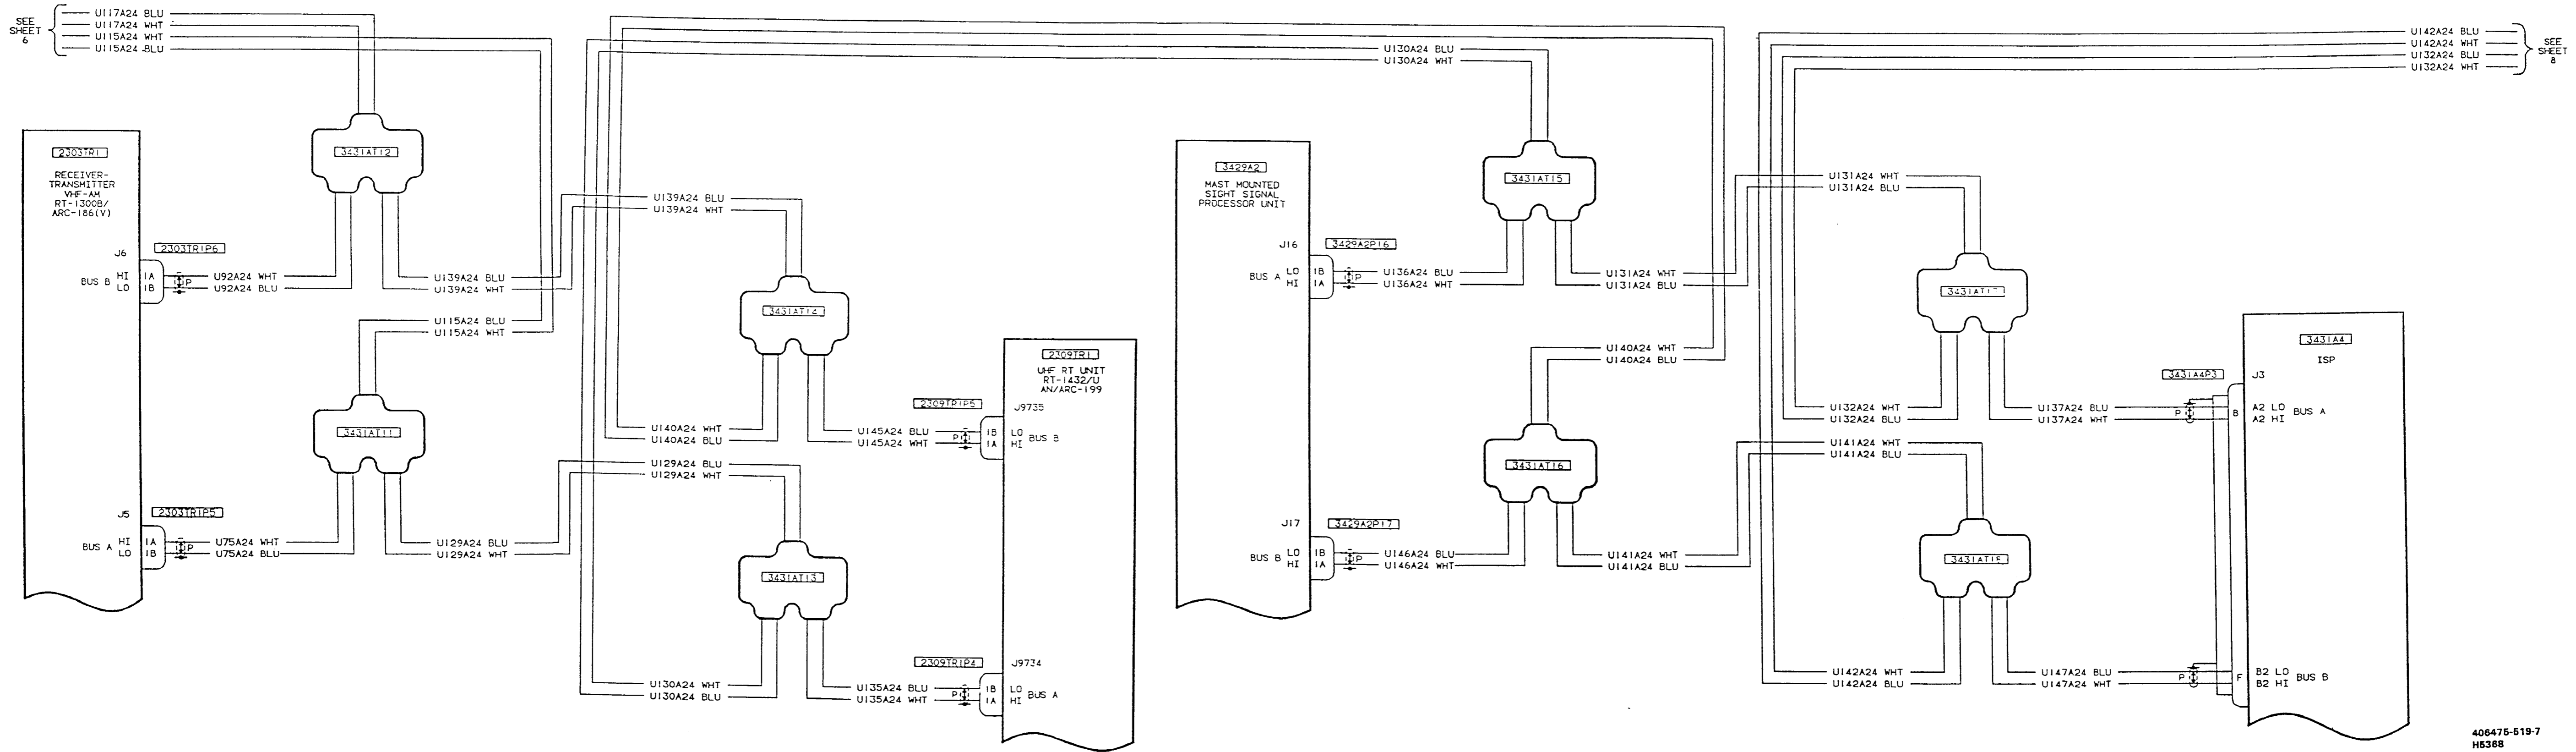 SEE
SHEET
6
U117A24 BLU
U117A24 WHT
U115A24 WHT
U115A24 BLU
2303TR1
RECEIVER-
TRANSMITTER
VHF-AM
RT-1300B/
ARC-186(V)
J6
2303TR1P6
BUS B
HI 1A
LO 1B
P
U92A24 WHT
U92A24 BLU
3431AT12
U139A24 BLU
U139A24 WHT
U115A24 BLU
U115A24 WHT
3431AT11
J5
2303TR1P5
BUS A
HI 1A
LO 1B
P
U75A24 WHT
U75A24 BLU
U129A24 BLU
U129A24 WHT
U139A24 BLU
U139A24 WHT
3431AT14
U140A24 WHT
U140A24 BLU
U145A24 BLU
U145A24 WHT
P
2309TR1P5
2309TR1
UHF RT UNIT
RT-1432/U
AN/ARC-199
J9735
1B LO
1A HI
BUS B
U129A24 BLU
U129A24 WHT
3431AT13
U130A24 WHT
U130A24 BLU
U135A24 BLU
U135A24 WHT
P
2309TR1P4
J9734
1B LO
1A HI
BUS A
U130A24 BLU
U130A24 WHT
3429A2
MAST MOUNTED
SIGHT SIGNAL
PROCESSOR UNIT
J16
3429A2P16
BUS A
LO 1B
HI 1A
P
U136A24 BLU
U136A24 WHT
3431AT15
U131A24 WHT
U131A24 BLU
U140A24 WHT
U140A24 BLU
3431AT16
J17
3429A2P17
BUS B
LO 1B
HI 1A
P
U146A24 BLU
U146A24 WHT
U141A24 WHT
U141A24 BLU
U131A24 WHT
U131A24 BLU
3431AT17
U132A24 WHT
U132A24 BLU
U137A24 BLU
U137A24 WHT
P
3431A4P3
B
3431A4
ISP
J3
A2 LO
A2 HI
BUS A
U141A24 WHT
U141A24 BLU
U142A24 WHT
U142A24 BLU
U147A24 BLU
U147A24 WHT
P
F
B2 LO
B2 HI
BUS B
U142A24 BLU
U142A24 WHT
U132A24 BLU
U132A24 WHT
SEE
SHEET
8
406475-519-7
H5368